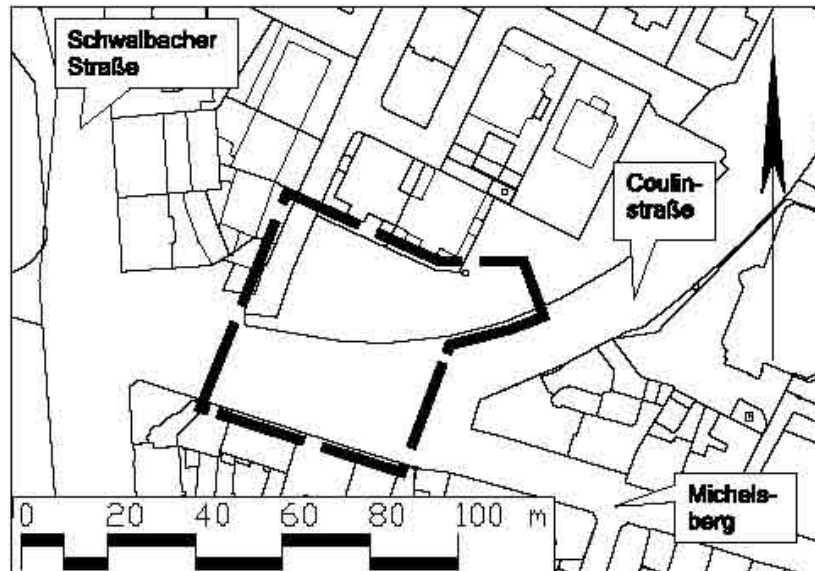 Schwalbacher
Straße
Coulin-
straße
Michels-
berg
0 20 40 60 80 100 m